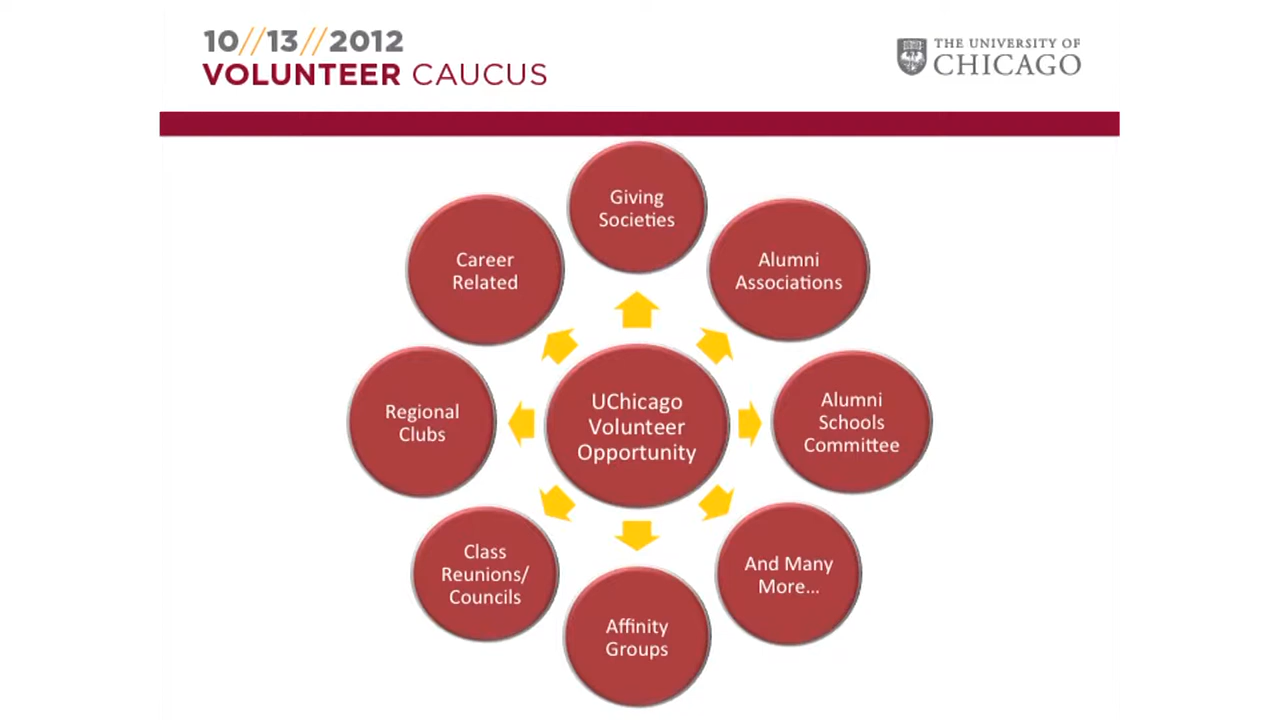 10//13//2012
VOLUNTEER CAUCUS
THE UNIVERSITY OF
CHICAGO
Giving
Societies
Career
Related
Alumni
Associations
Regional
Clubs
UChicago
Volunteer
Opportunity
Alumni
Schools
Committee
Class
Reunions/
Councils
And Many
More...
Affinity
Groups